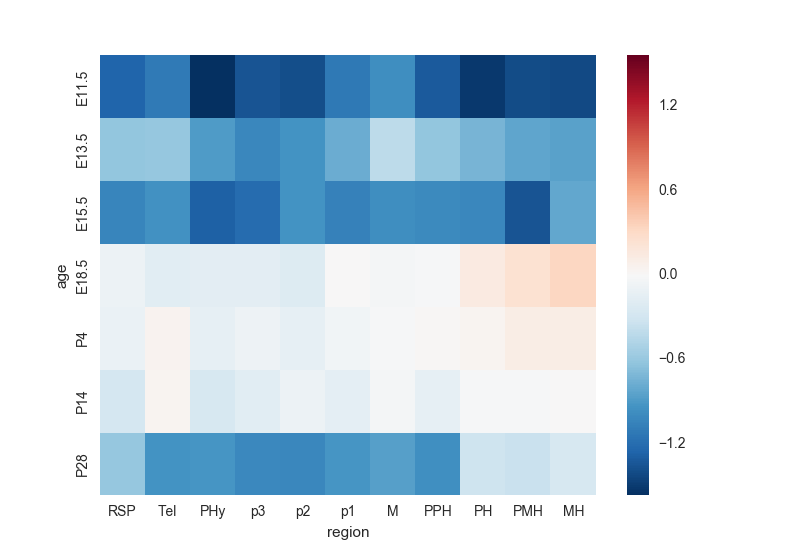 age
E11.5
E13.5
E15.5
E18.5
P4
P14
P28
RSP Tel PHy p3 p2 p1 M PPH PH PMH MH
region
1.2
0.6
0.0
−0.6
−1.2